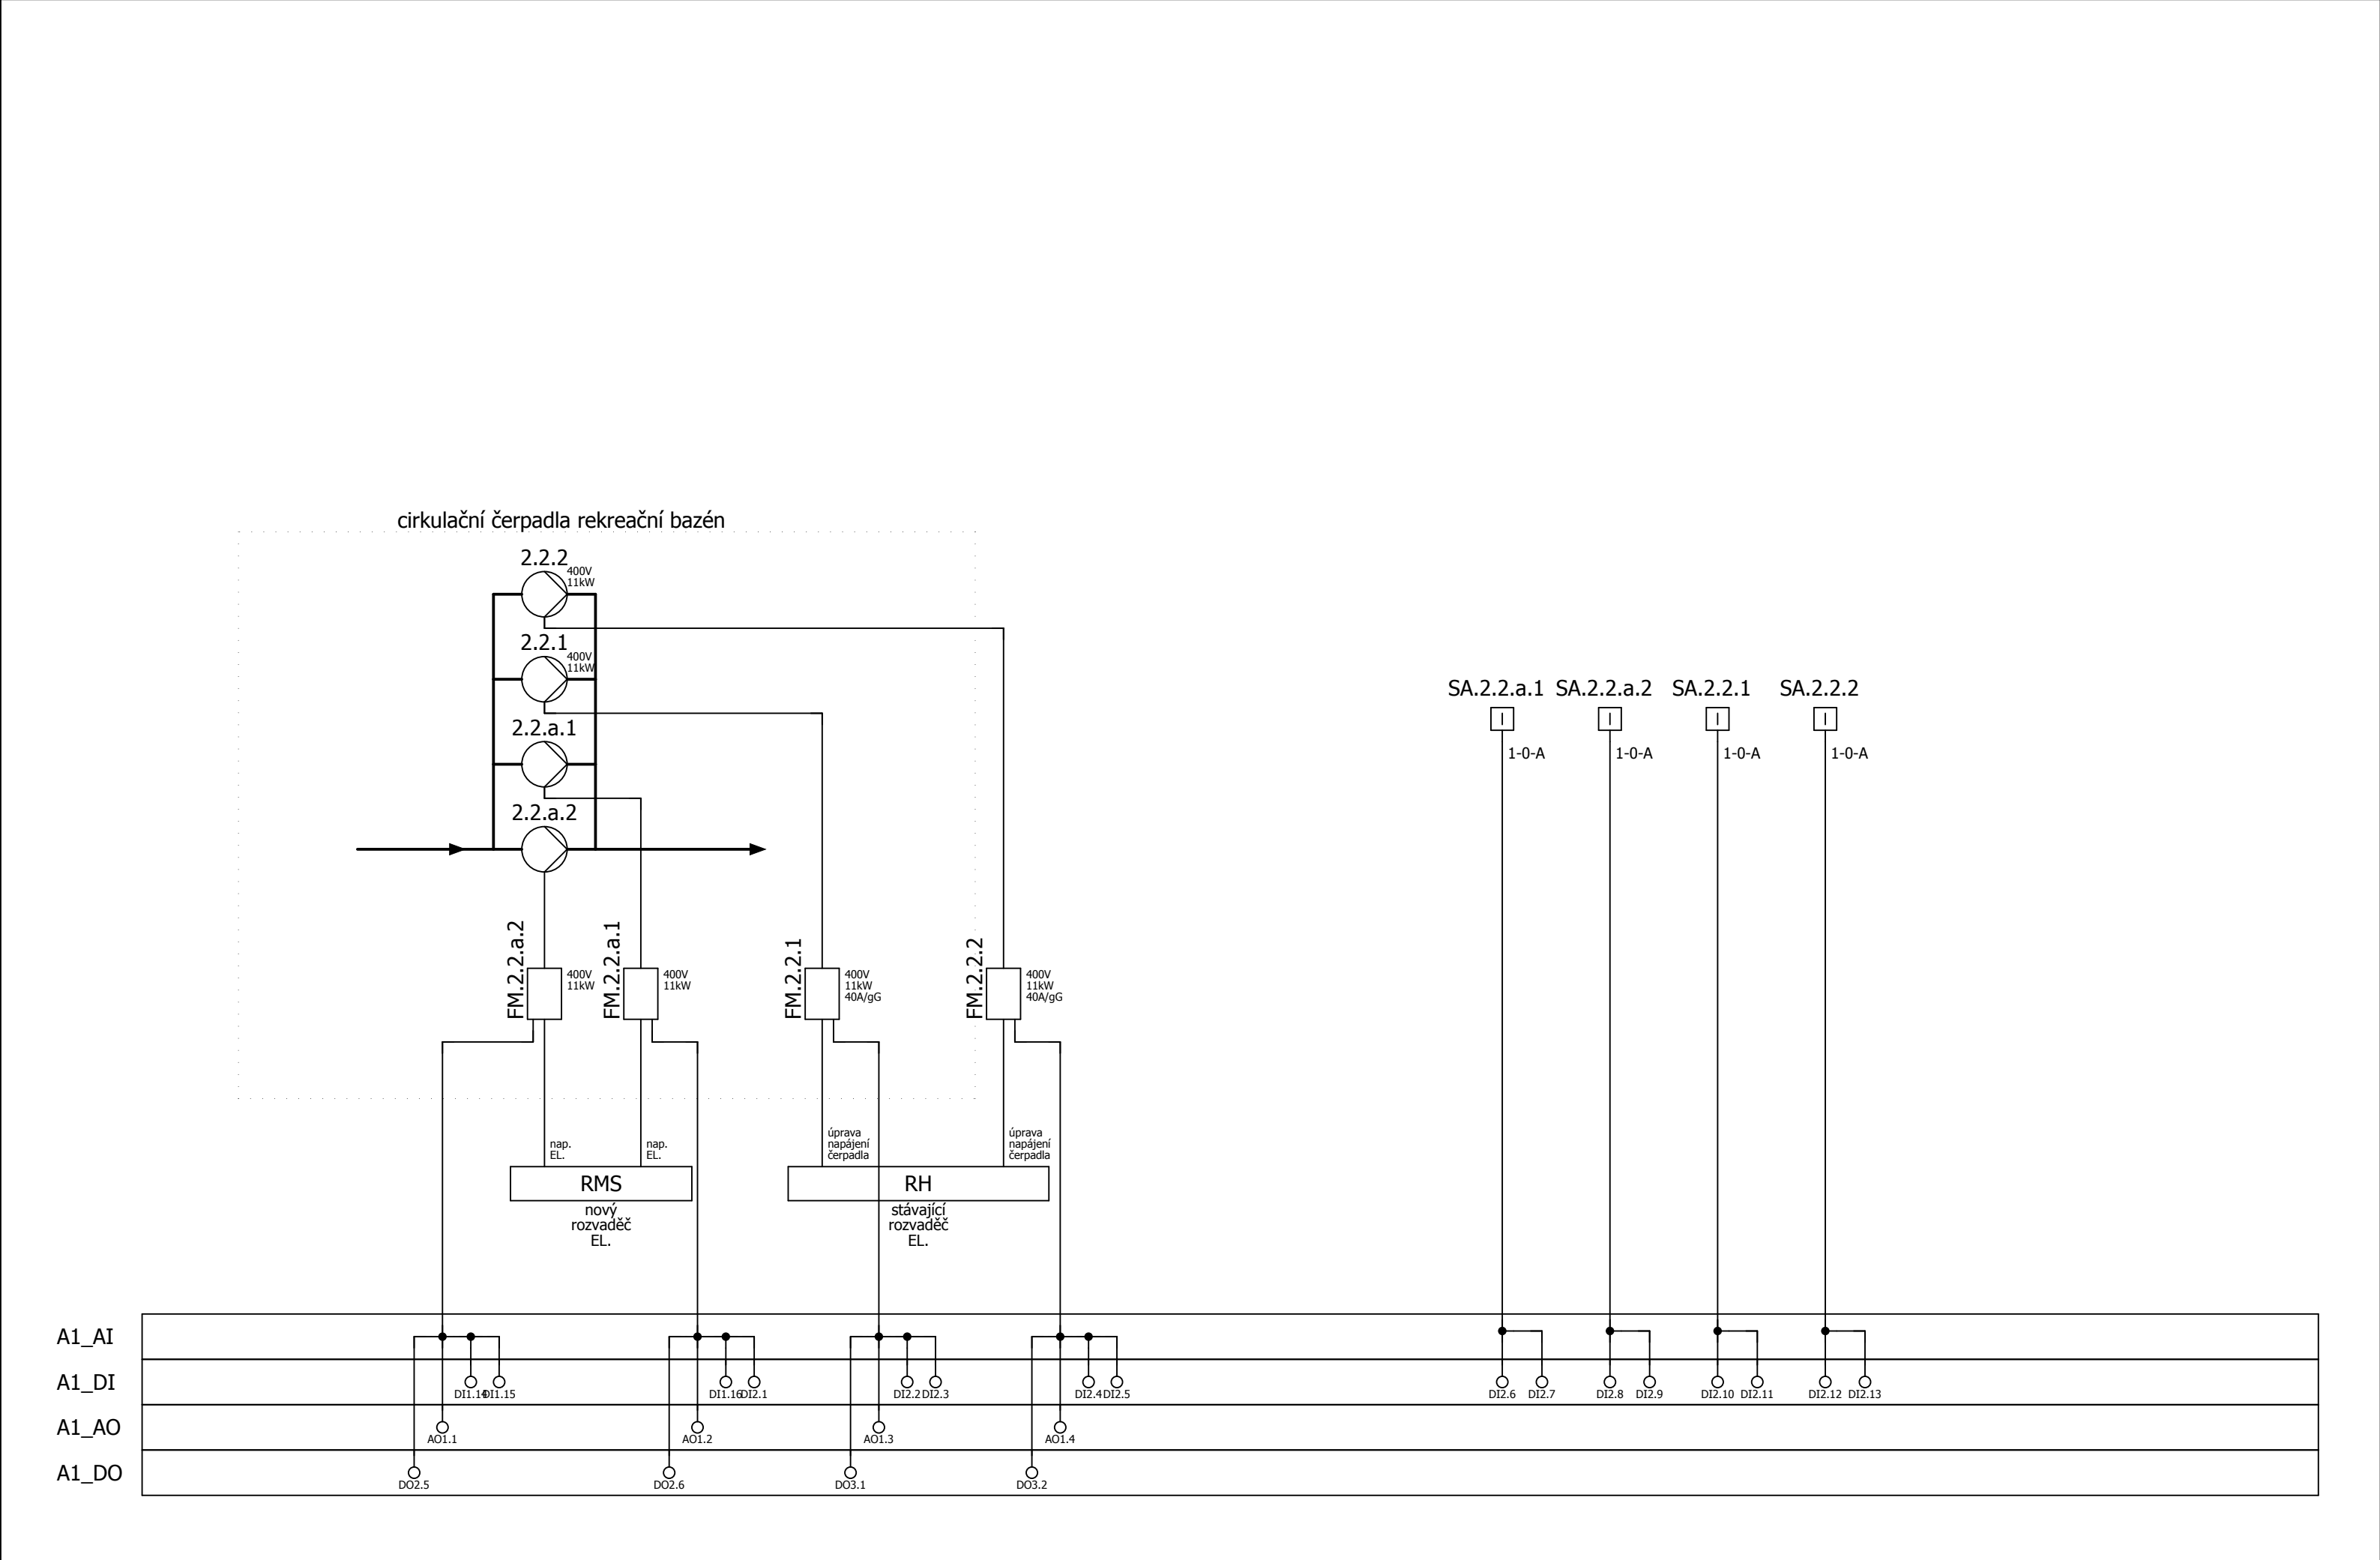 cirkulační čerpadla rekreační bazén
2.2.2
400V
11kW
2.2.1
400V
11kW
2.2.a.1
2.2.a.2
SA.2.2.a.1 SA.2.2.a.2 SA.2.2.1 SA.2.2.2
1-0-A 1-0-A 1-0-A 1-0-A
FM.2.2.a.2
400V
11kW
FM.2.2.a.1
400V
11kW
FM.2.2.1
400V
11kW
40A/gG
FM.2.2.2
400V
11kW
40A/gG
nap.
EL.
nap.
EL.
úprava
napájení
čerpadla
úprava
napájení
čerpadla
RMS
nový
rozvaděč
EL.
RH
stávající
rozvaděč
EL.
A1_AI
A1_DI
DI1.14 DI1.15 DI1.16 DI2.1 DI2.2 DI2.3 DI2.4 DI2.5 DI2.6 DI2.7 DI2.8 DI2.9 DI2.10 DI2.11 DI2.12 DI2.13
A1_AO
AO1.1 AO1.2 AO1.3 AO1.4
A1_DO
DO2.5 DO2.6 DO3.1 DO3.2